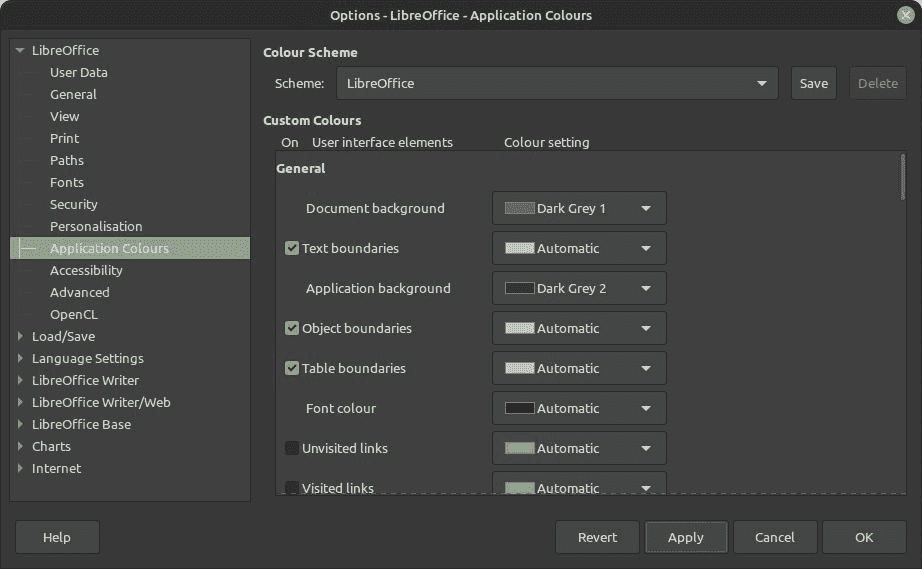 Options - LibreOffice - Application Colours
LibreOffice
User Data
General
View
Print
Paths
Fonts
Security
Personalisation
Application Colours
Accessibility
Advanced
OpenCL
Load/Save
Language Settings
LibreOffice Writer
LibreOffice Writer/Web
LibreOffice Base
Charts
Internet
Colour Scheme
Scheme: LibreOffice Save Delete
Custom Colours
On User interface elements Colour setting
General
Document background Dark Grey 1
Text boundaries Automatic
Application background Dark Grey 2
Object boundaries Automatic
Table boundaries Automatic
Font colour Automatic
Unvisited links Automatic
Visited links Automatic
Help Revert Apply Cancel OK